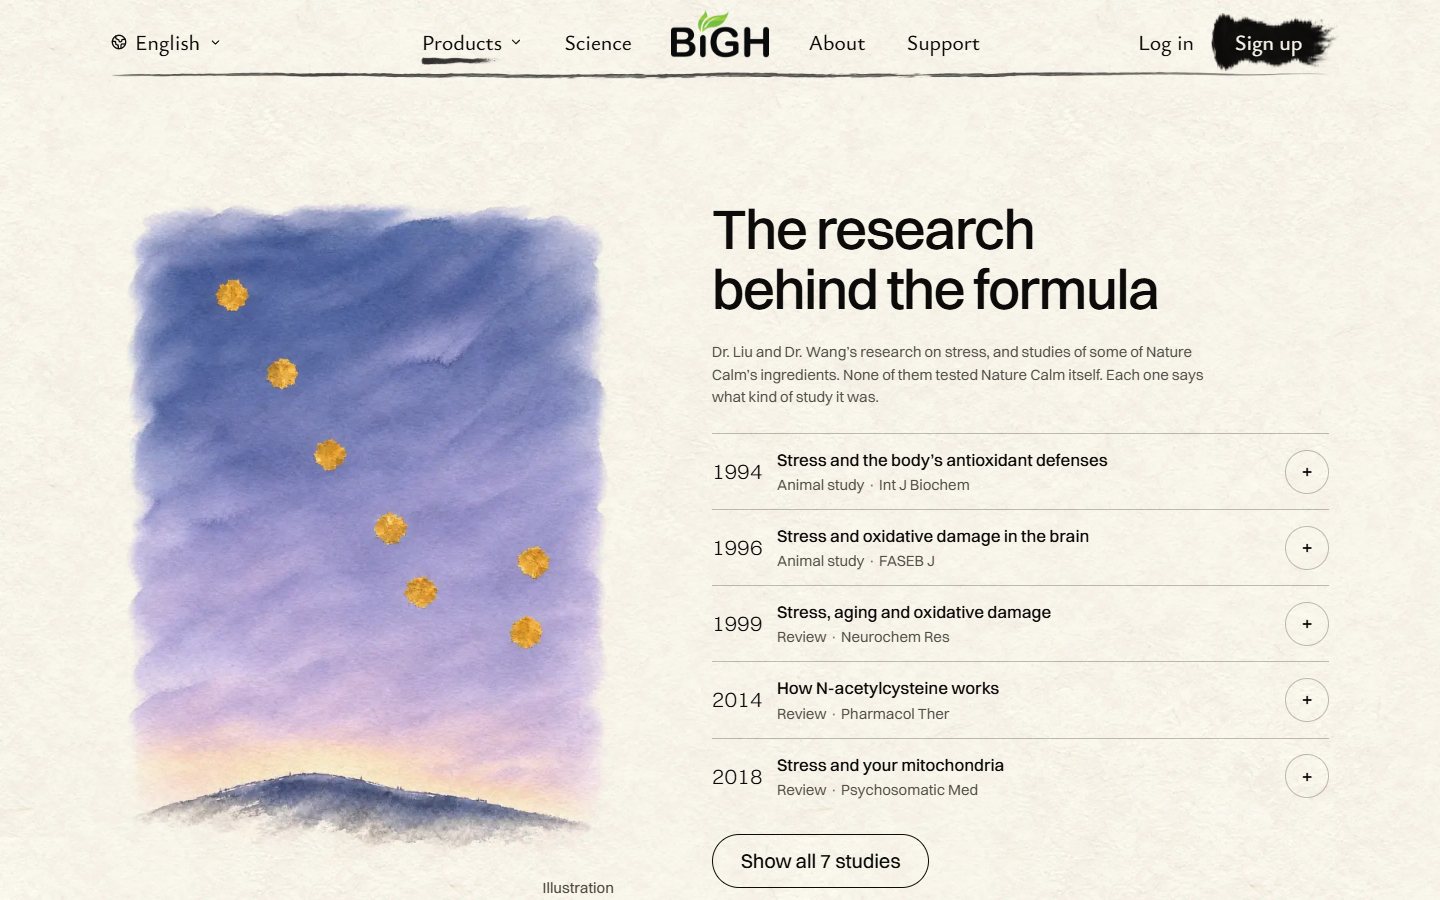 English
Products
Science
BiGH
About
Support
Log in
Sign up
The research
behind the formula
Dr. Liu and Dr. Wang's research on stress, and studies of some of Nature
Calm's ingredients. None of them tested Nature Calm itself. Each one says
what kind of study it was.
1994
Stress and the body's antioxidant defenses
Animal study · Int J Biochem
+
1996
Stress and oxidative damage in the brain
Animal study · FASEB J
+
1999
Stress, aging and oxidative damage
Review · Neurochem Res
+
2014
How N-acetylcysteine works
Review · Pharmacol Ther
+
2018
Stress and your mitochondria
Review · Psychosomatic Med
+
Show all 7 studies
Illustration